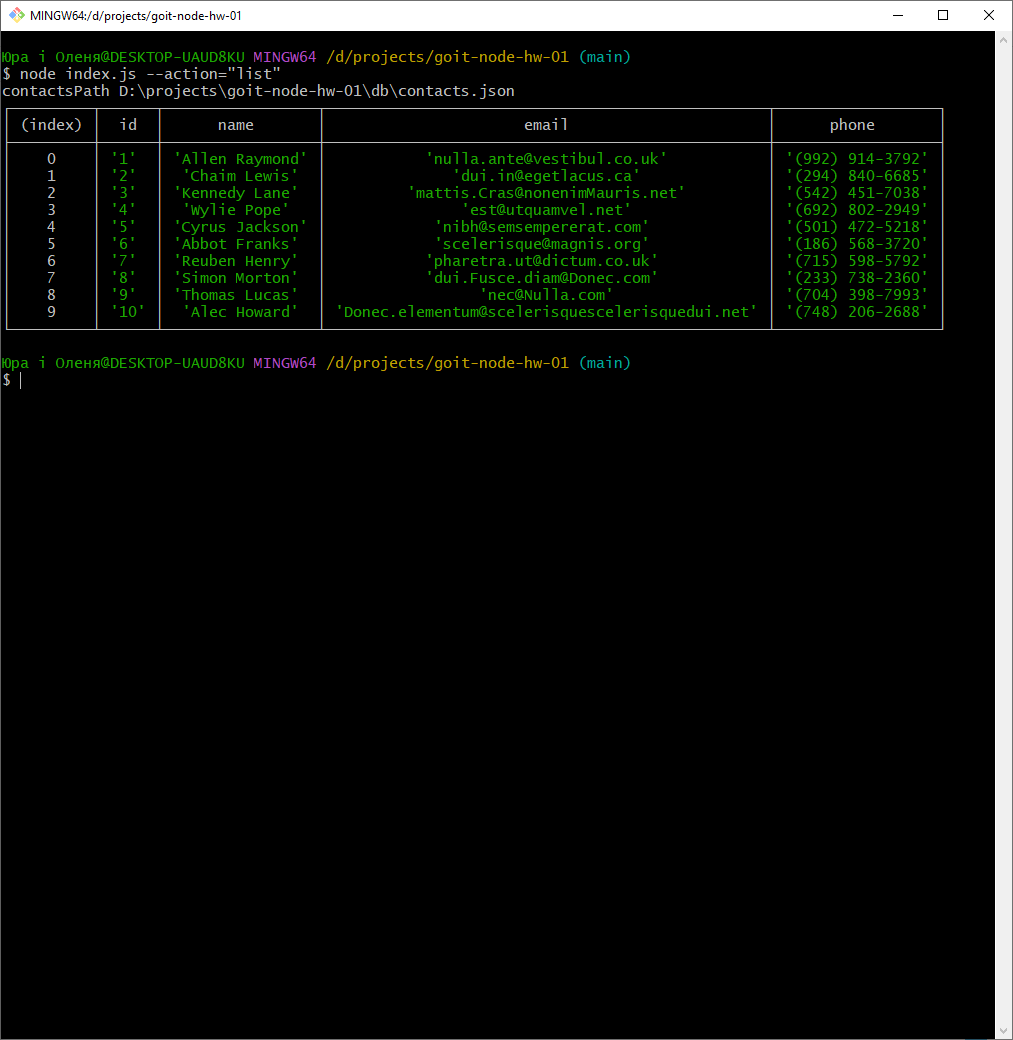 MINGW64:/d/projects/goit-node-hw-01
Юра і Оленя@DESKTOP-UAUD8KU MINGW64 /d/projects/goit-node-hw-01 (main)
$ node index.js --action="list"
contactsPath D:\projects\goit-node-hw-01\db\contacts.json
(index) id name email phone
0 '1' 'Allen Raymond' 'nulla.ante@vestibul.co.uk' '(992) 914-3792'
1 '2' 'Chaim Lewis' 'dui.in@egetlacus.ca' '(294) 840-6685'
2 '3' 'Kennedy Lane' 'mattis.Cras@nonenimMauris.net' '(542) 451-7038'
3 '4' 'Wylie Pope' 'est@utquamvel.net' '(692) 802-2949'
4 '5' 'Cyrus Jackson' 'nibh@semsempererat.com' '(501) 472-5218'
5 '6' 'Abbot Franks' 'scelerisque@magnis.org' '(186) 568-3720'
6 '7' 'Reuben Henry' 'pharetra.ut@dictum.co.uk' '(715) 598-5792'
7 '8' 'Simon Morton' 'dui.Fusce.diam@Donec.com' '(233) 738-2360'
8 '9' 'Thomas Lucas' 'nec@Nulla.com' '(704) 398-7993'
9 '10' 'Alec Howard' 'Donec.elementum@scelerisquescelerisquedui.net' '(748) 206-2688'
Юра і Оленя@DESKTOP-UAUD8KU MINGW64 /d/projects/goit-node-hw-01 (main)
$